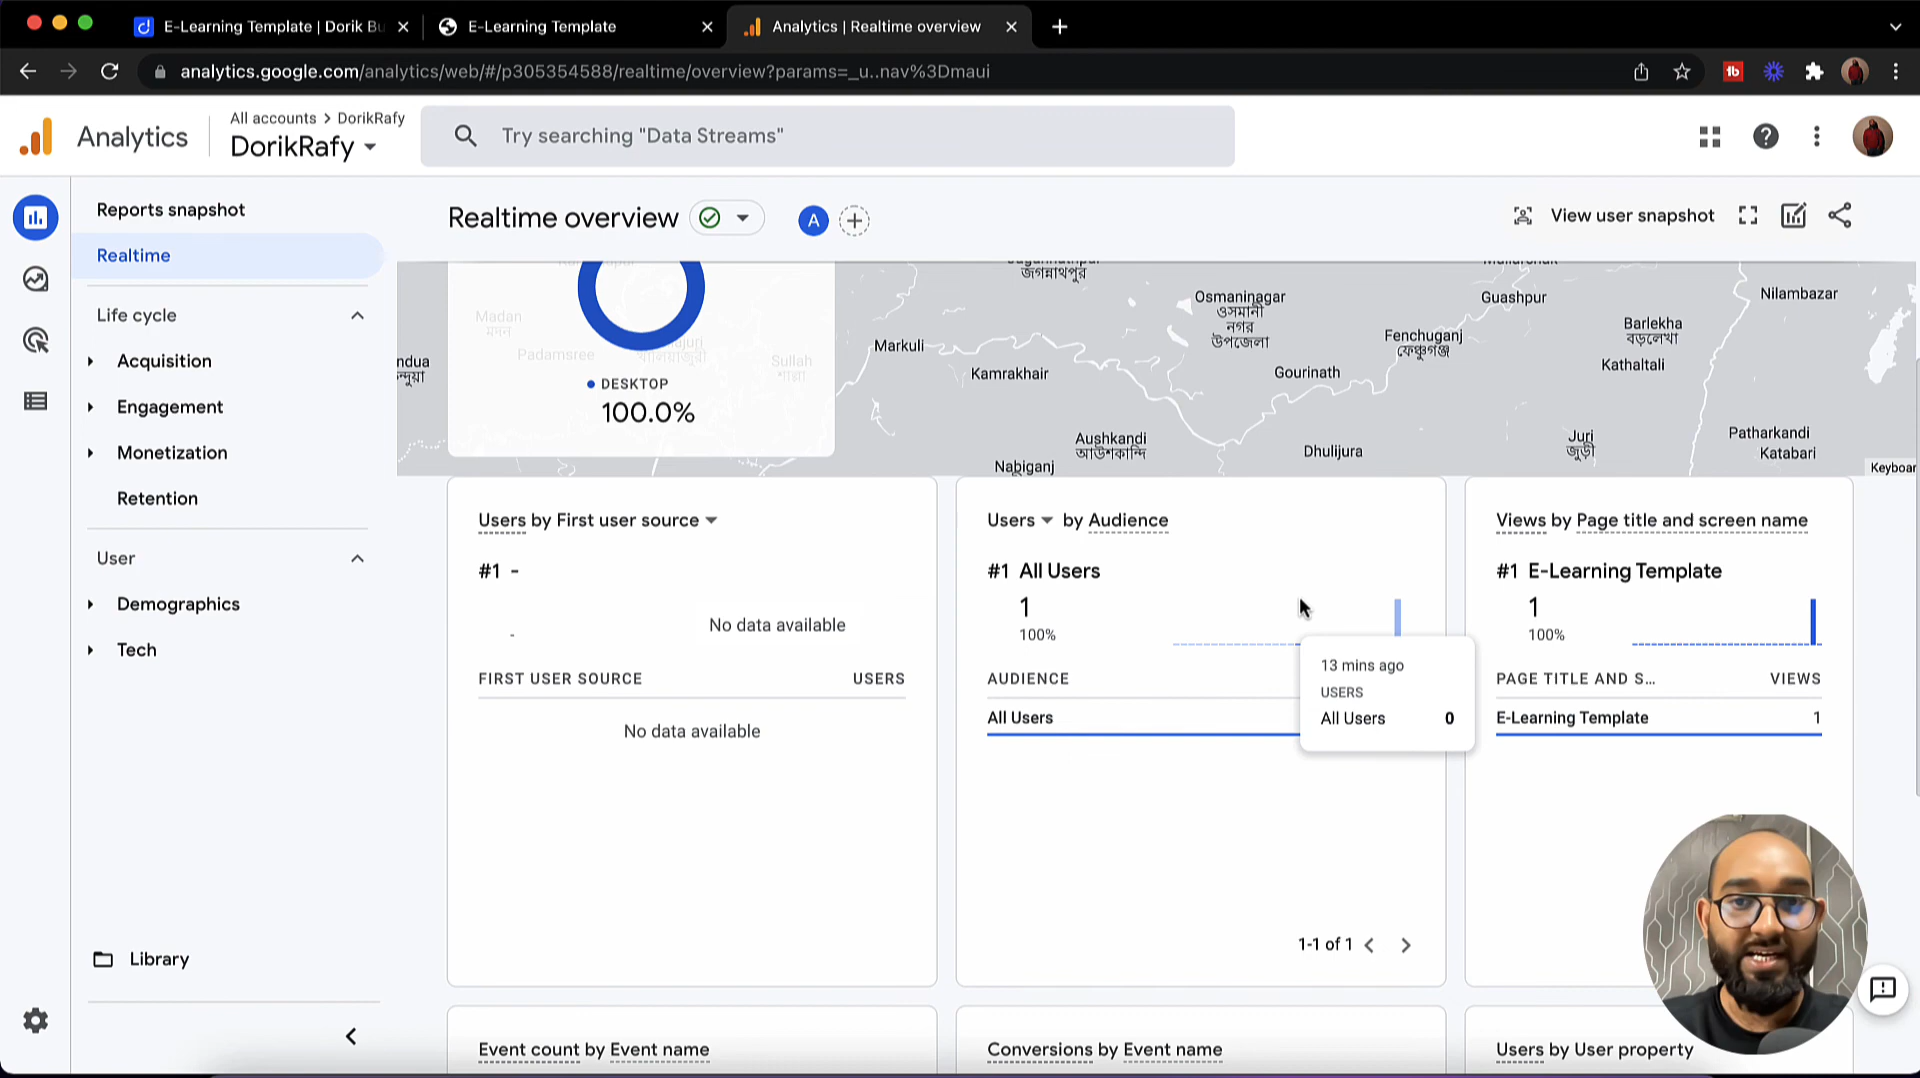 E-Learning Template | Dorik Bu
E-Learning Template
Analytics | Realtime overview
analytics.google.com/analytics/web/#/p305354588/realtime/overview?params=_u..nav%3Dmaui
Analytics
All accounts > DorikRafy
DorikRafy
Try searching "Data Streams"
Reports snapshot
Realtime
Life cycle
Acquisition
Engagement
Monetization
Retention
User
Demographics
Tech
Library
Realtime overview
A
View user snapshot
Madan
মদন
Padamsree
খালিয়াজুরী
Sullah
শাল্লা
DESKTOP
100.0%
ndua
ন্দুয়া
জগন্নাথপুর
Markuli
Kamrakhair
Osmaninagar
ওসমানী
নগর
উপজেলা
Gourinath
Fenchuganj
ফেঞ্চুগঞ্জ
Guashpur
Barlekha
বড়লেখা
Kathaltali
Nilambazar
Aushkandi
আউশকান্দি
Nabiganj
Dhulijura
Juri
জুড়ী
Patharkandi
Katabari
Keyboar
Users by First user source
#1 -
-
No data available
FIRST USER SOURCE USERS
No data available
Users by Audience
#1 All Users
1
100%
AUDIENCE
All Users
13 mins ago
USERS
All Users 0
1-1 of 1
Views by Page title and screen name
#1 E-Learning Template
1
100%
PAGE TITLE AND S... VIEWS
E-Learning Template 1
Event count by Event name
Conversions by Event name
Users by User property